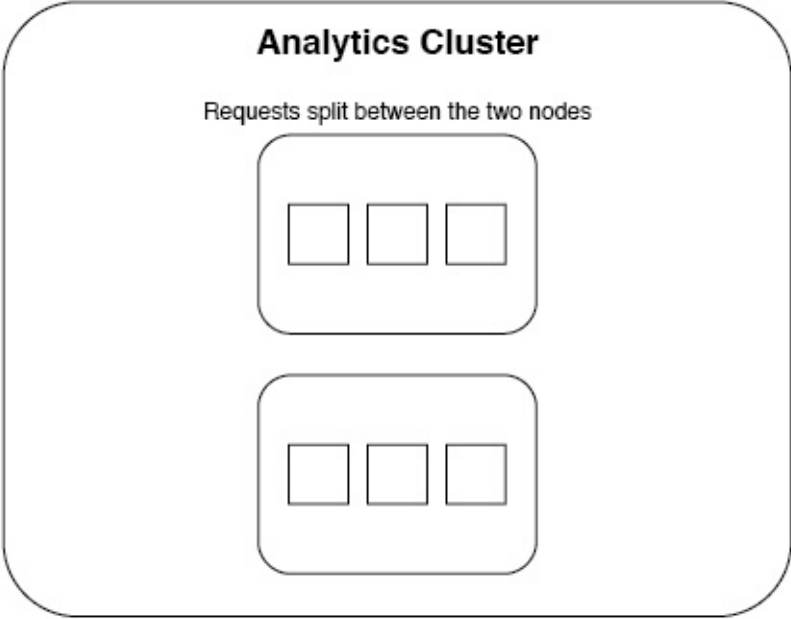 Analytics Cluster
Requests split between the two nodes